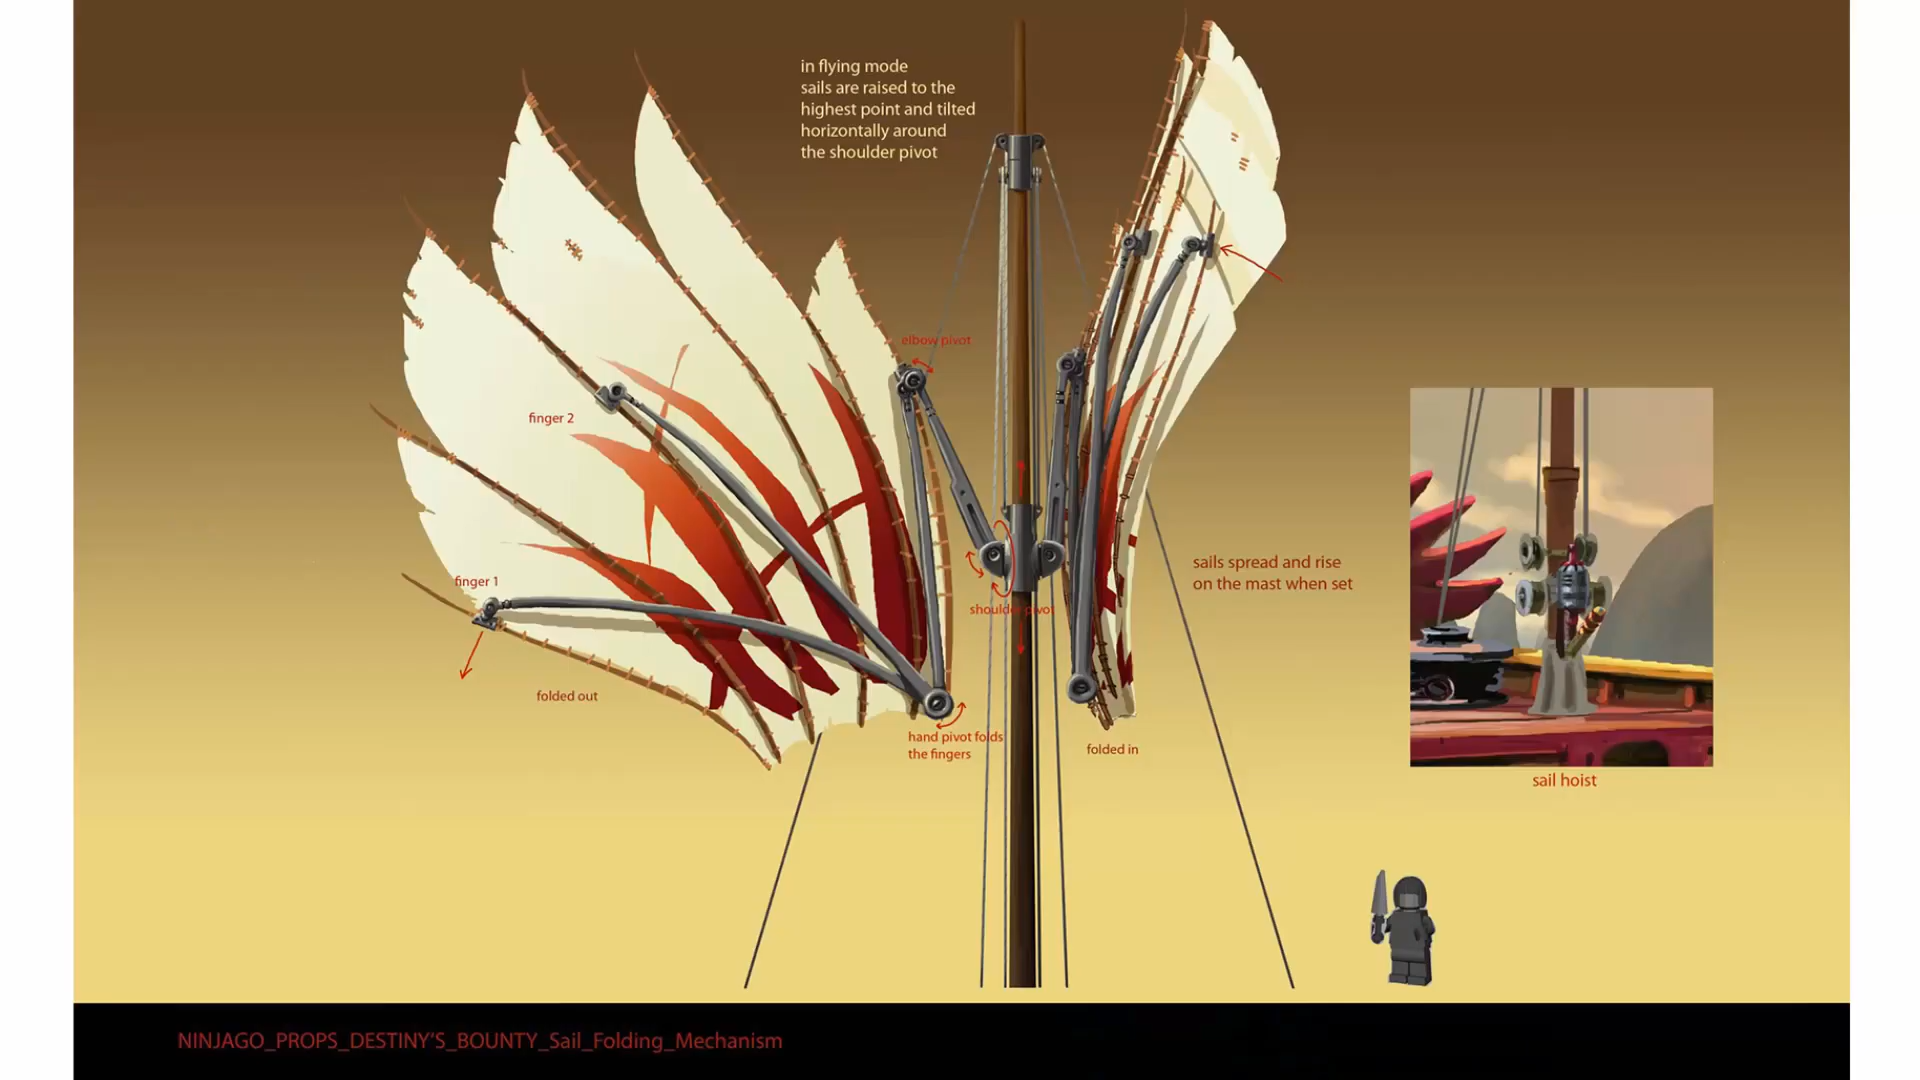 in flying mode
sails are raised to the
highest point and tilted
horizontally around
the shoulder pivot
elbow pivot
finger 2
sails spread and rise
on the mast when set
finger 1
shoulder pivot
folded out
hand pivot folds
the fingers
folded in
sail hoist
NINJAGO_PROPS_DESTINY'S_BOUNTY_Sail_Folding_Mechanism